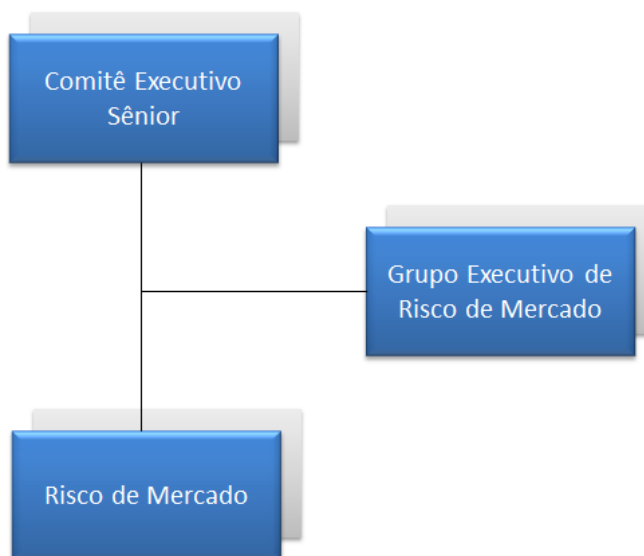 Comitê Executivo
Sênior
Grupo Executivo de
Risco de Mercado
Risco de Mercado